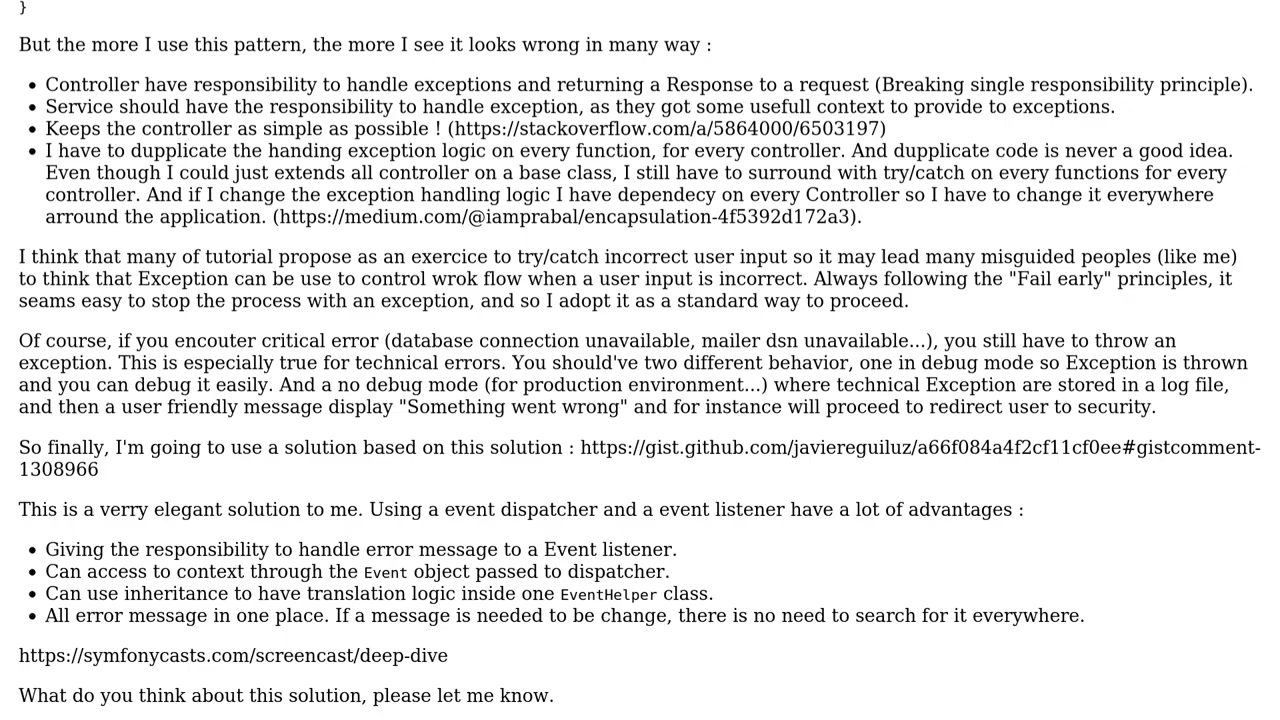 }
But the more I use this pattern, the more I see it looks wrong in many way :
• Controller have responsibility to handle exceptions and returning a Response to a request (Breaking single responsibility principle).
• Service should have the responsibility to handle exception, as they got some usefull context to provide to exceptions.
• Keeps the controller as simple as possible ! (https://stackoverflow.com/a/5864000/6503197)
• I have to dupplicate the handing exception logic on every function, for every controller. And dupplicate code is never a good idea.
Even though I could just extends all controller on a base class, I still have to surround with try/catch on every functions for every
controller. And if I change the exception handling logic I have dependecy on every Controller so I have to change it everywhere
arround the application. (https://medium.com/@iamprabal/encapsulation-4f5392d172a3).
I think that many of tutorial propose as an exercice to try/catch incorrect user input so it may lead many misguided peoples (like me)
to think that Exception can be use to control wrok flow when a user input is incorrect. Always following the "Fail early" principles, it
seams easy to stop the process with an exception, and so I adopt it as a standard way to proceed.
Of course, if you encouter critical error (database connection unavailable, mailer dsn unavailable...), you still have to throw an
exception. This is especially true for technical errors. You should've two different behavior, one in debug mode so Exception is thrown
and you can debug it easily. And a no debug mode (for production environment...) where technical Exception are stored in a log file,
and then a user friendly message display "Something went wrong" and for instance will proceed to redirect user to security.
So finally, I'm going to use a solution based on this solution : https://gist.github.com/javiereguiluz/a66f084a4f2cf11cf0ee#gistcomment-
1308966
This is a verry elegant solution to me. Using a event dispatcher and a event listener have a lot of advantages :
• Giving the responsibility to handle error message to a Event listener.
• Can access to context through the Event object passed to dispatcher.
• Can use inheritance to have translation logic inside one EventHelper class.
• All error message in one place. If a message is needed to be change, there is no need to search for it everywhere.
https://symfonycasts.com/screencast/deep-dive
What do you think about this solution, please let me know.